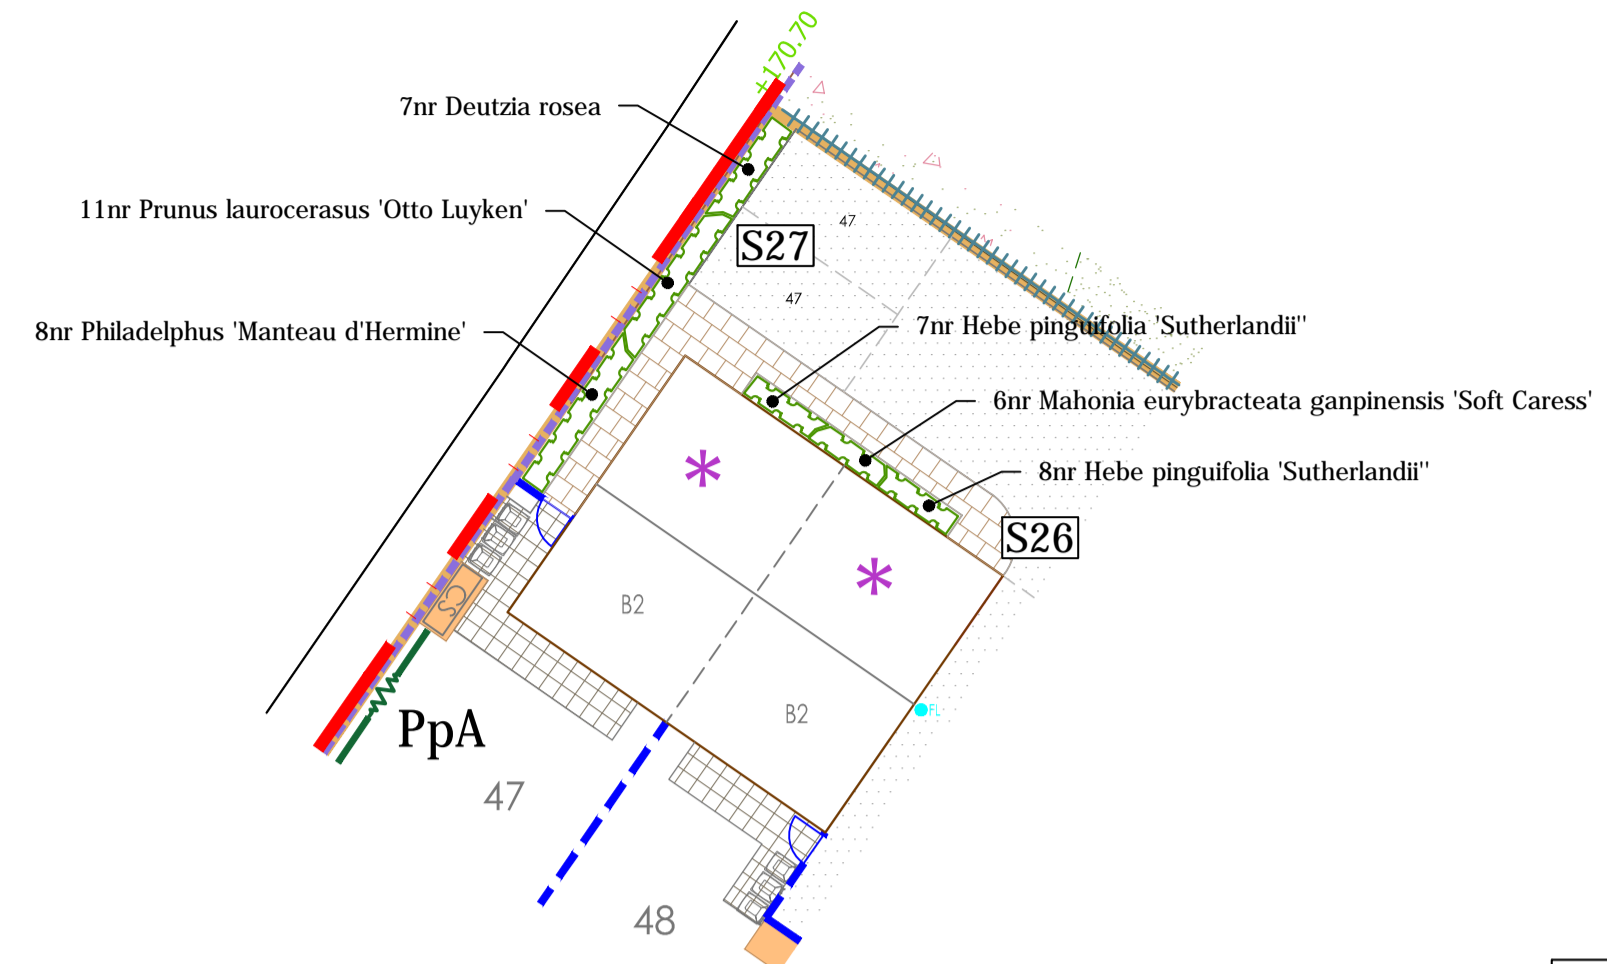 +170.70
7nr Deutzia rosea
11nr Prunus laurocerasus 'Otto Luyken'
S27
47
47
8nr Philadelphus 'Manteau d'Hermine'
7nr Hebe pinguifolia 'Sutherlandii''
6nr Mahonia eurybracteata ganpinensis 'Soft Caress'
8nr Hebe pinguifolia 'Sutherlandii''
S26
*
*
B2
CS
B2
FL
PpA
47
48